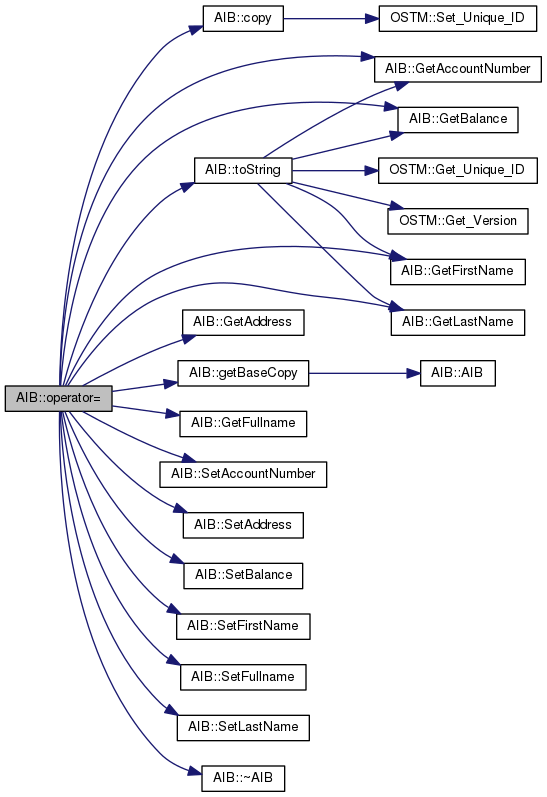 AIB::copy
OSTM::Set_Unique_ID
AIB::GetAccountNumber
AIB::GetBalance
AIB::toString
OSTM::Get_Unique_ID
OSTM::Get_Version
AIB::GetFirstName
AIB::GetLastName
AIB::GetAddress
AIB::getBaseCopy
AIB::AIB
AIB::operator=
AIB::GetFullname
AIB::SetAccountNumber
AIB::SetAddress
AIB::SetBalance
AIB::SetFirstName
AIB::SetFullname
AIB::SetLastName
AIB::~AIB